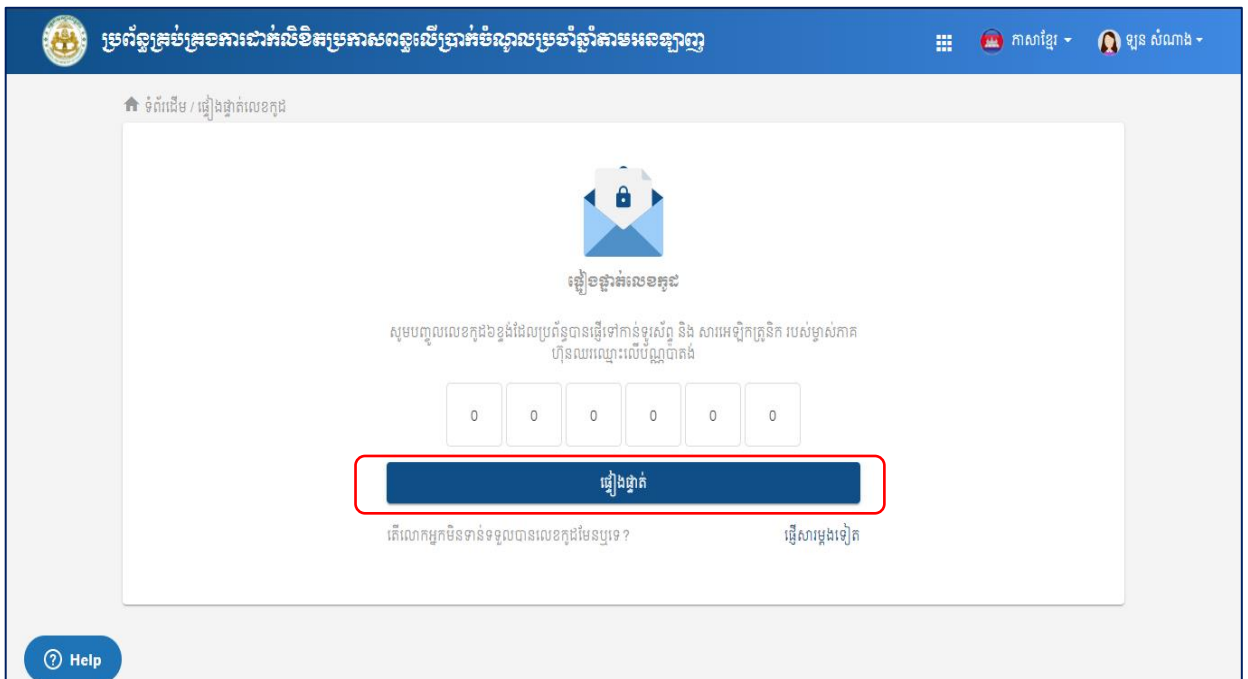 ប្រព័ន្ធគ្រប់គ្រងការដាក់លិខិតប្រកាសពន្ធលើប្រាក់ចំណូលប្រចាំឆ្នាំតាមអនឡាញ
ភាសាខ្មែរ
ឡុន សំណាង
ទំព័រដើម / ផ្ទៀងផ្ទាត់លេខកូដ
ផ្ទៀងផ្ទាត់លេខកូដ
សូមបញ្ចូលលេខកូដ៦ខ្ទង់ដែលប្រព័ន្ធបានផ្ញើទៅកាន់ទូរស័ព្ទ និង សារអេឡិកត្រូនិក របស់ម្ចាស់ភាគ
ហ៊ុនឈរឈ្មោះលើប័ណ្ណប៉ាតង់
0 0 0 0 0 0
ផ្ទៀងផ្ទាត់
តើលោកអ្នកមិនទាន់ទទួលបានលេខកូដមែនឬទេ ?
ផ្ញើសារម្តងទៀត
Help